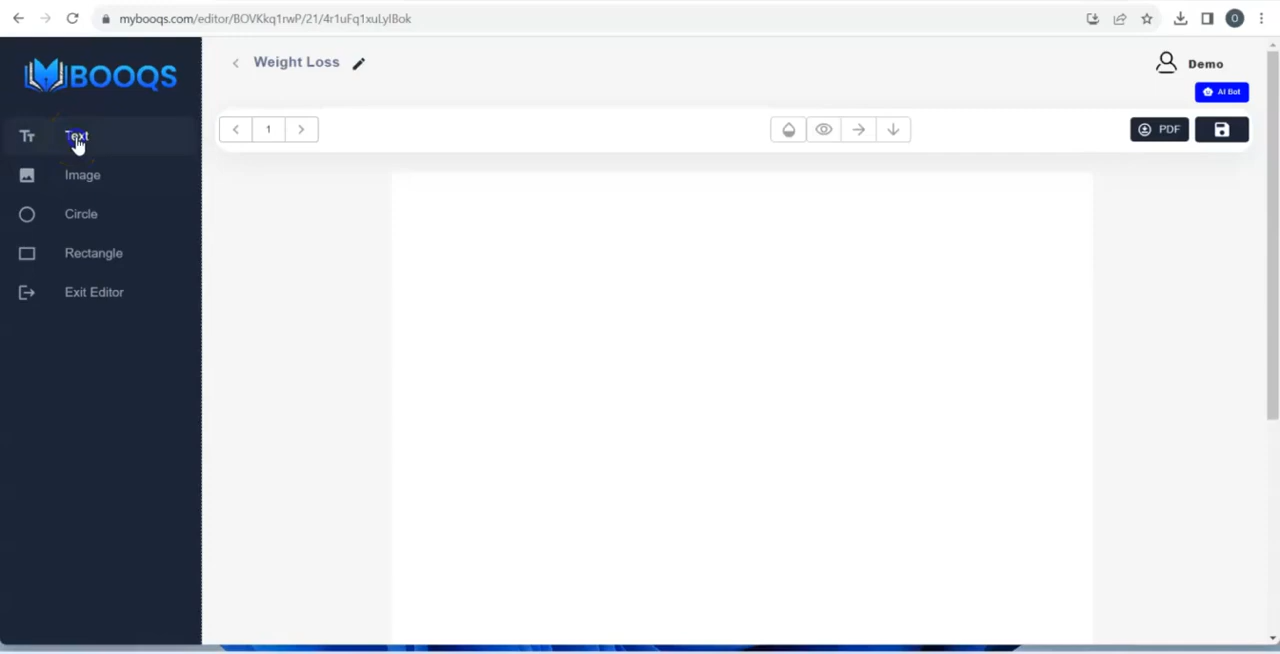 mybooqs.com/editor/BOVKkq1rwP/21/4r1uFq1xuLylBok
O
BOOQS
Weight Loss
Demo
AI Bot
1
PDF
Tт Text
Image
Circle
Rectangle
Exit Editor